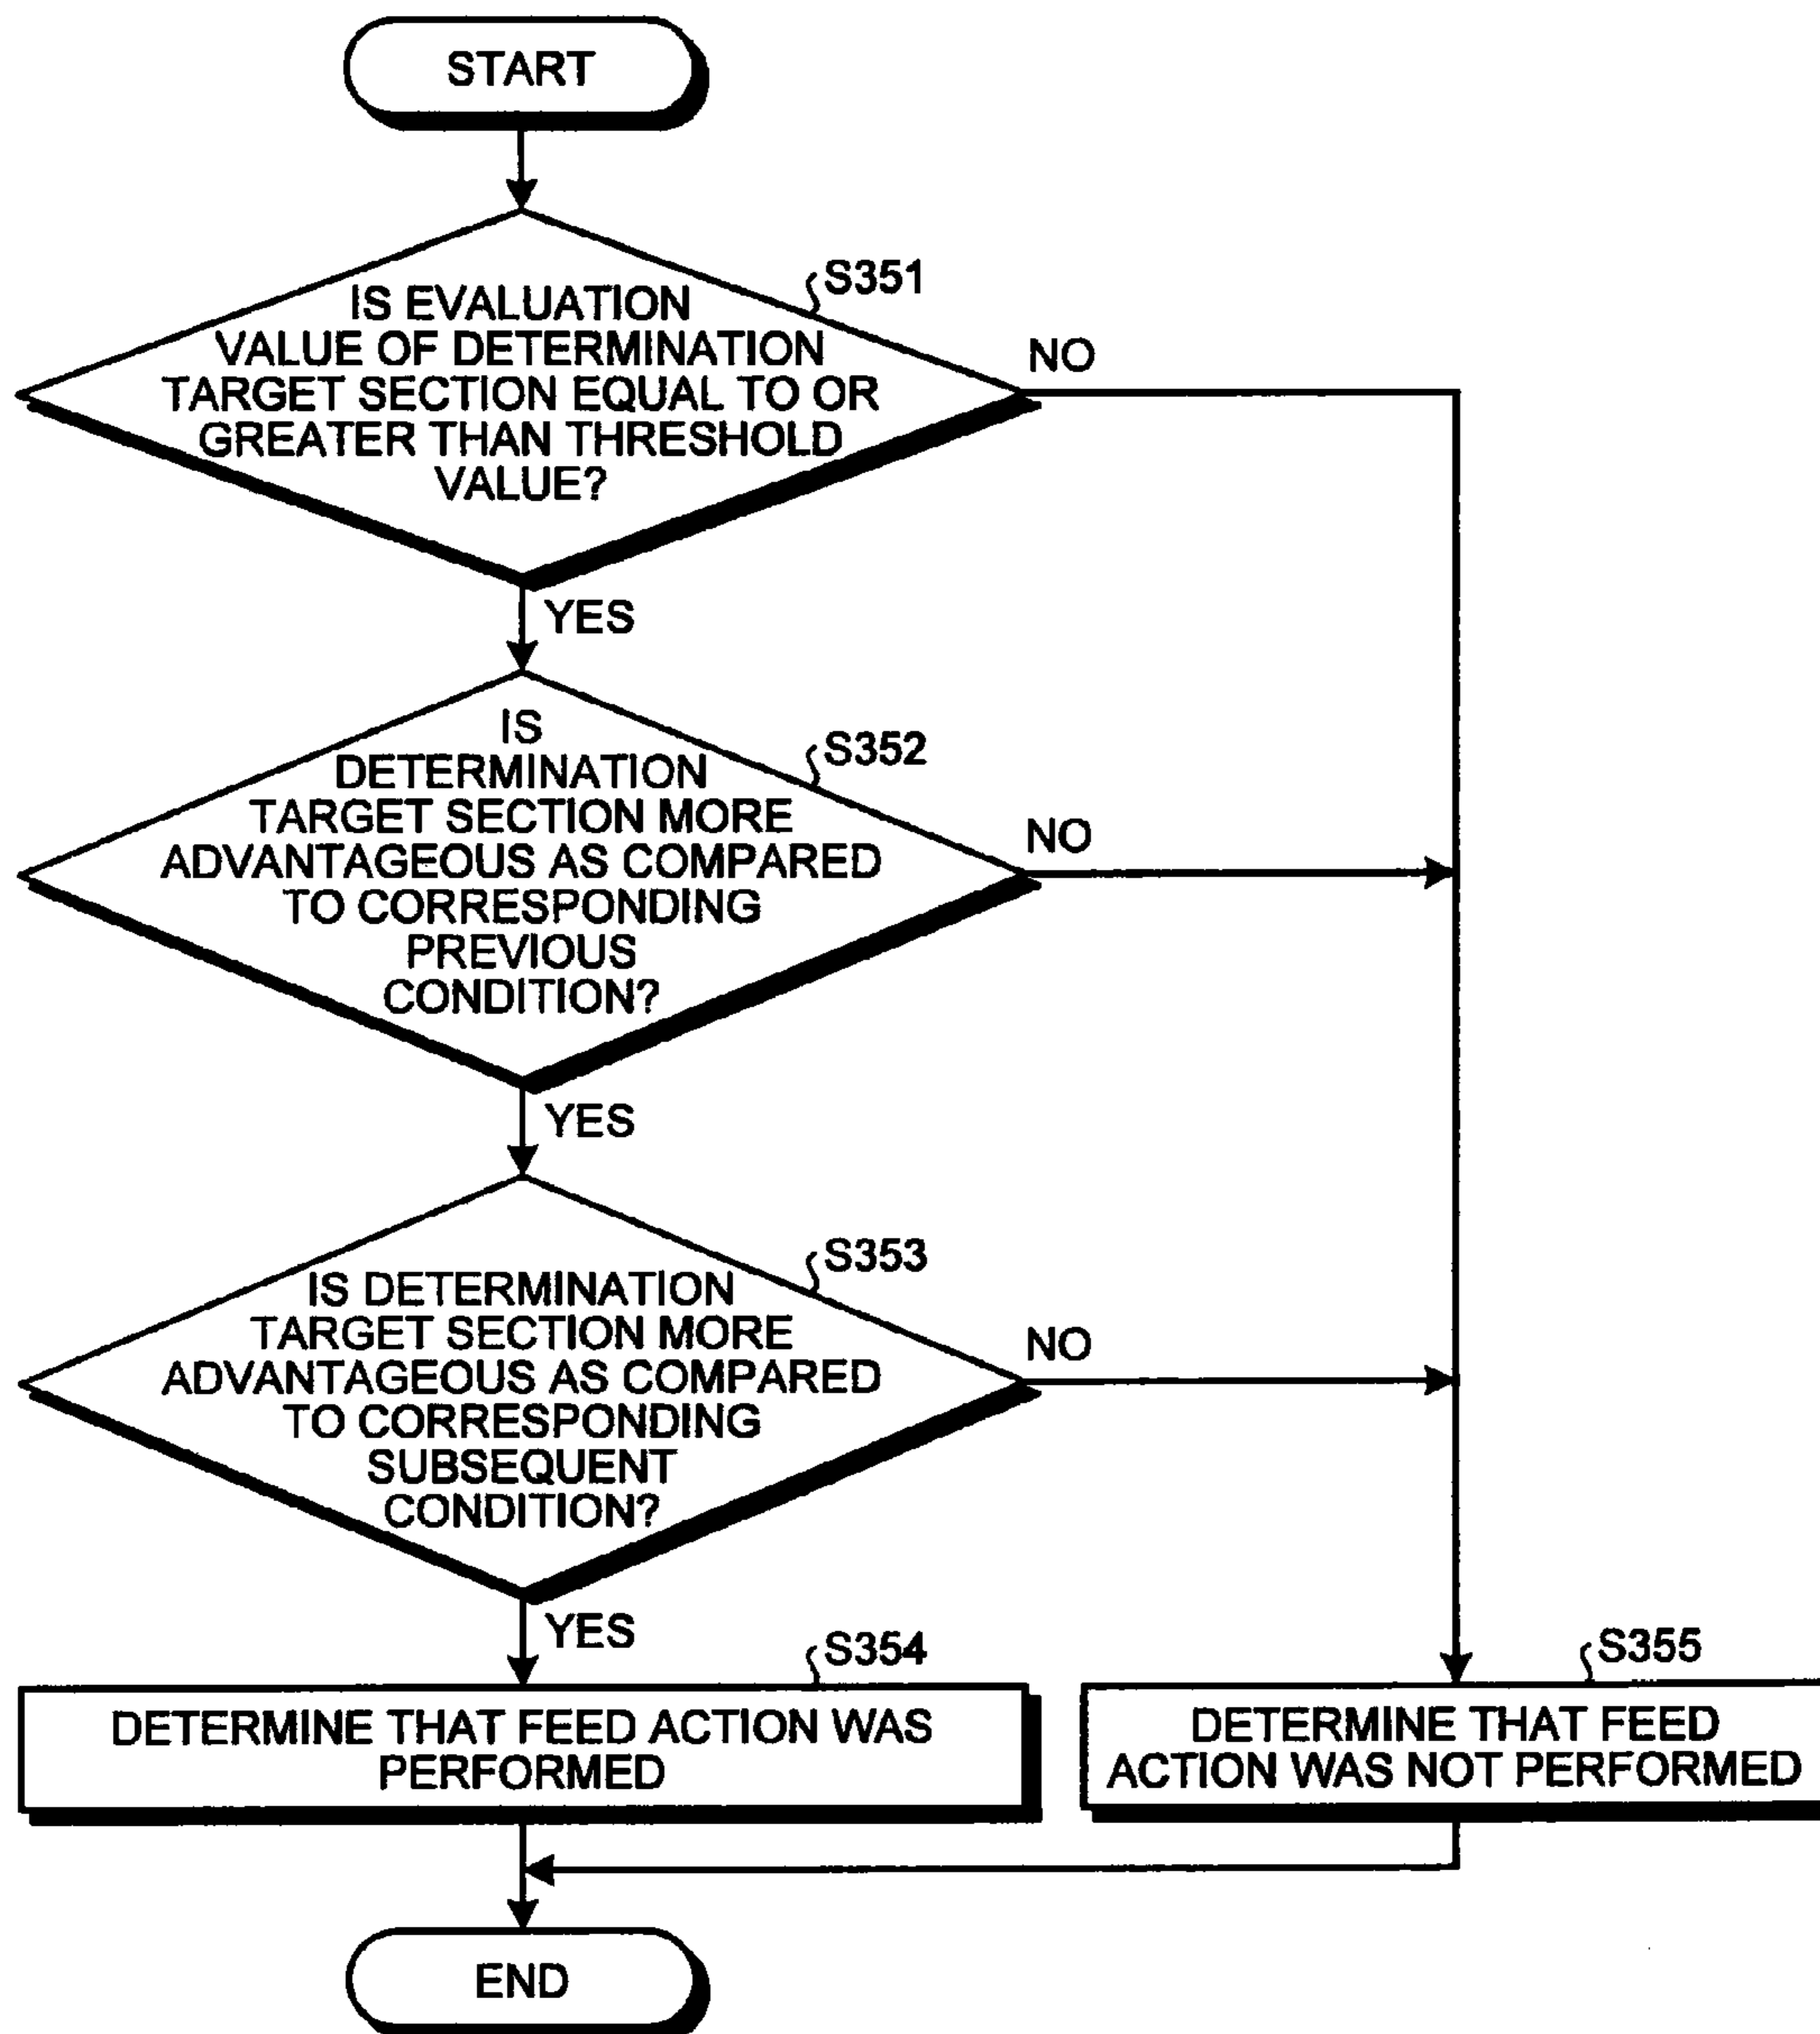 START
S351
IS EVALUATION
VALUE OF DETERMINATION
TARGET SECTION EQUAL TO OR
GREATER THAN THRESHOLD
VALUE?
NO
YES
S352
IS
DETERMINATION
TARGET SECTION MORE
ADVANTAGEOUS AS COMPARED
TO CORRESPONDING
PREVIOUS
CONDITION?
NO
YES
S353
IS DETERMINATION
TARGET SECTION MORE
ADVANTAGEOUS AS COMPARED
TO CORRESPONDING
SUBSEQUENT
CONDITION?
NO
YES
S354
DETERMINE THAT FEED ACTION WAS
PERFORMED
S355
DETERMINE THAT FEED
ACTION WAS NOT PERFORMED
END